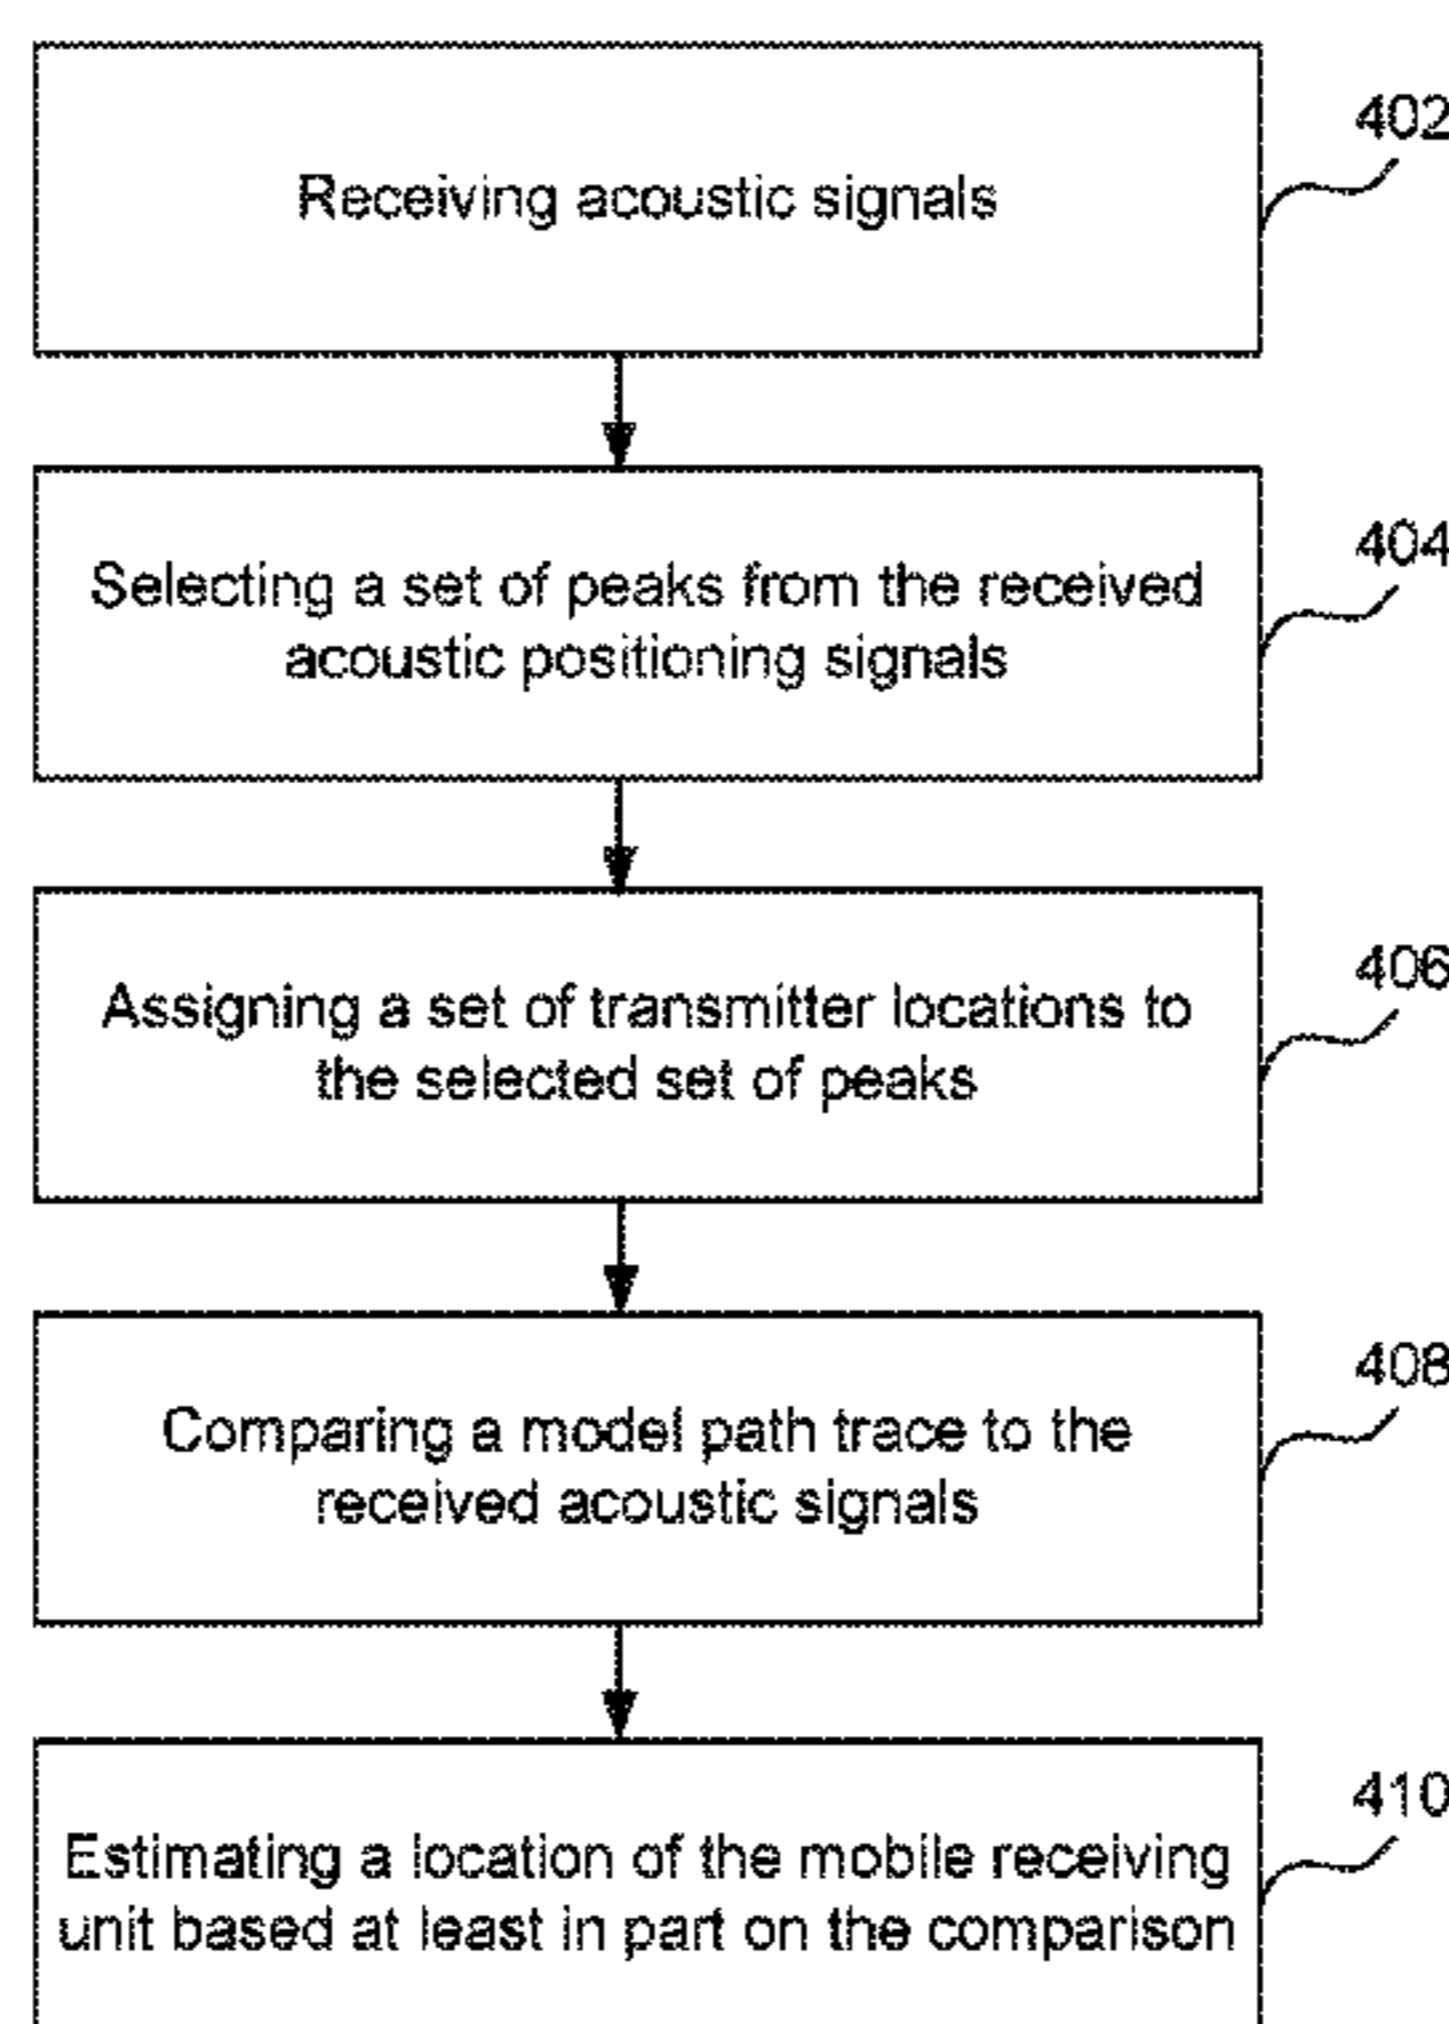 Receiving acoustic signals
402
Selecting a set of peaks from the received
acoustic positioning signals
404
Assigning a set of transmitter locations to
the selected set of peaks
406
Comparing a model path trace to the
received acoustic signals
408
Estimating a location of the mobile receiving
unit based at least in part on the comparison
410